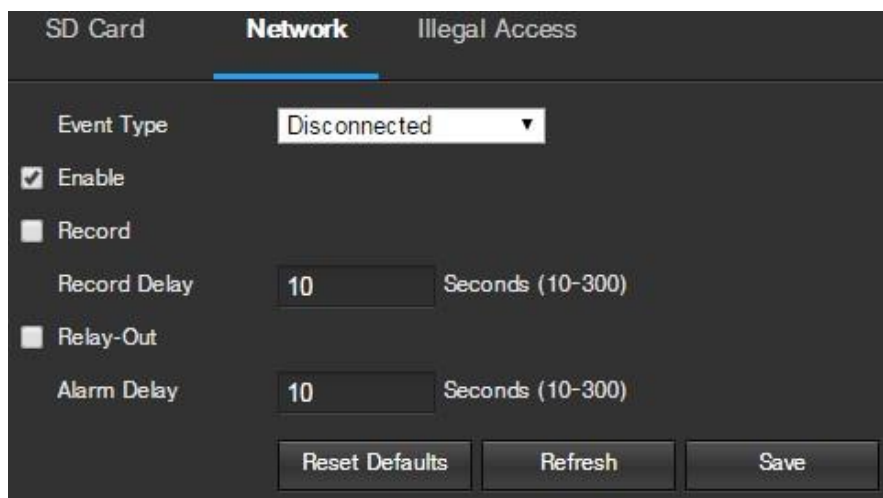 SD Card Network Illegal Access
Event Type Disconnected
Enable
Record
Record Delay 10 Seconds (10-300)
Relay-Out
Alarm Delay 10 Seconds (10-300)
Reset Defaults Refresh Save